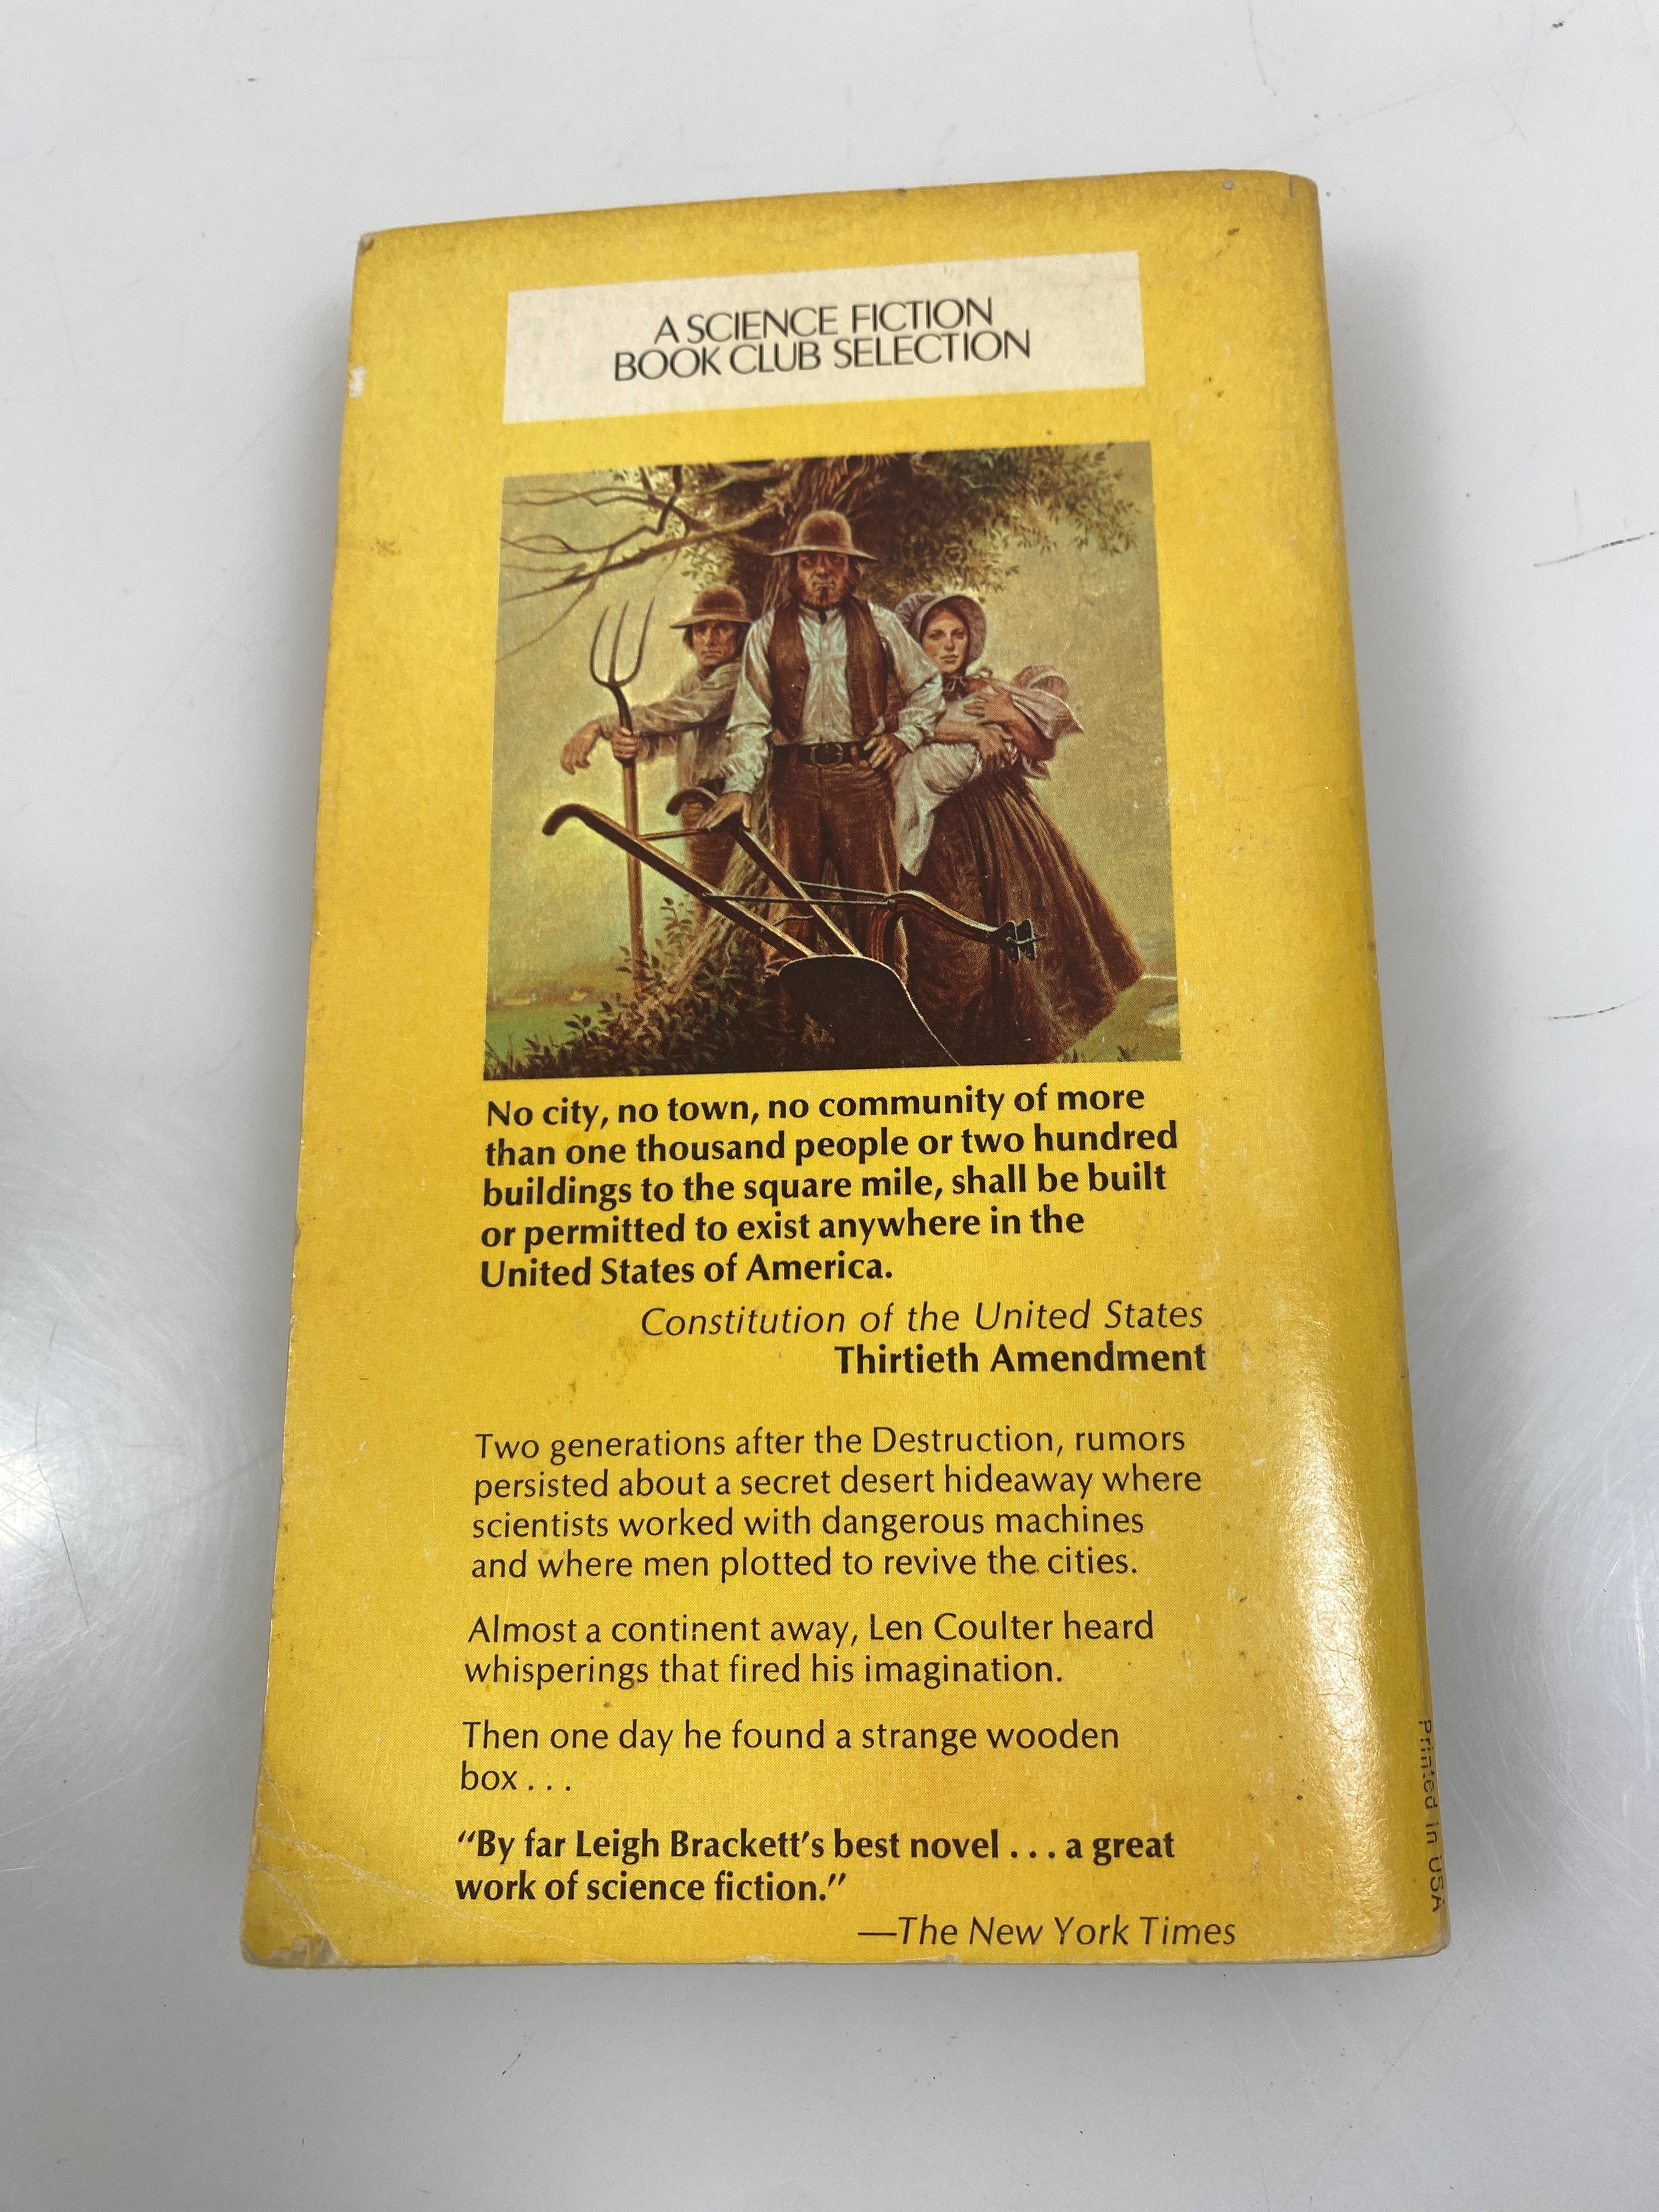 A SCIENCE FICTION
BOOK CLUB SELECTION
No city, no town, no community of more
than one thousand people or two hundred
buildings to the square mile, shall be built
or permitted to exist anywhere in the
United States of America.
Constitution of the United States
Thirtieth Amendment
Two generations after the Destruction, rumors
persisted about a secret desert hideaway where
scientists worked with dangerous machines
and where men plotted to revive the cities.
Almost a continent away, Len Coulter heard
whisperings that fired his imagination.
Then one day he found a strange wooden
box . . .
“By far Leigh Brackett’s best novel . . . a great
work of science fiction.”
—The New York Times
Printed in USA